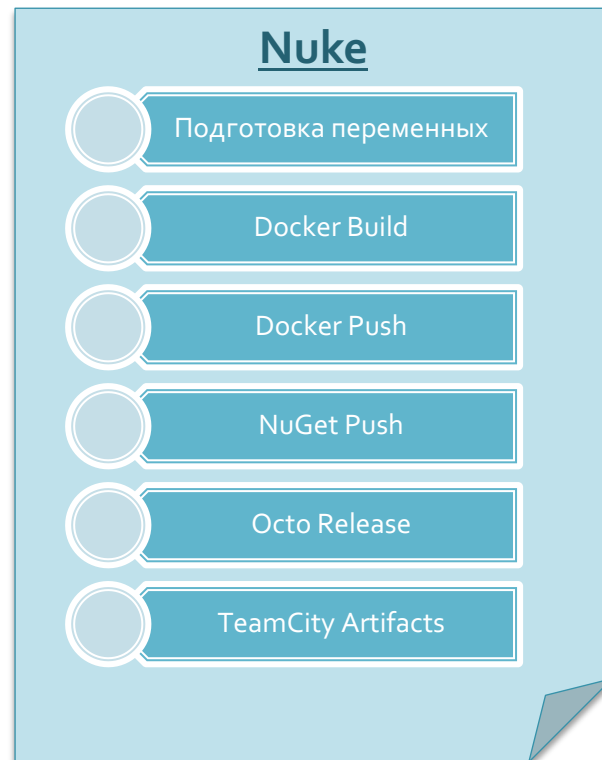 Nuke
Подготовка переменных
Docker Build
Docker Push
NuGet Push
Octo Release
TeamCity Artifacts